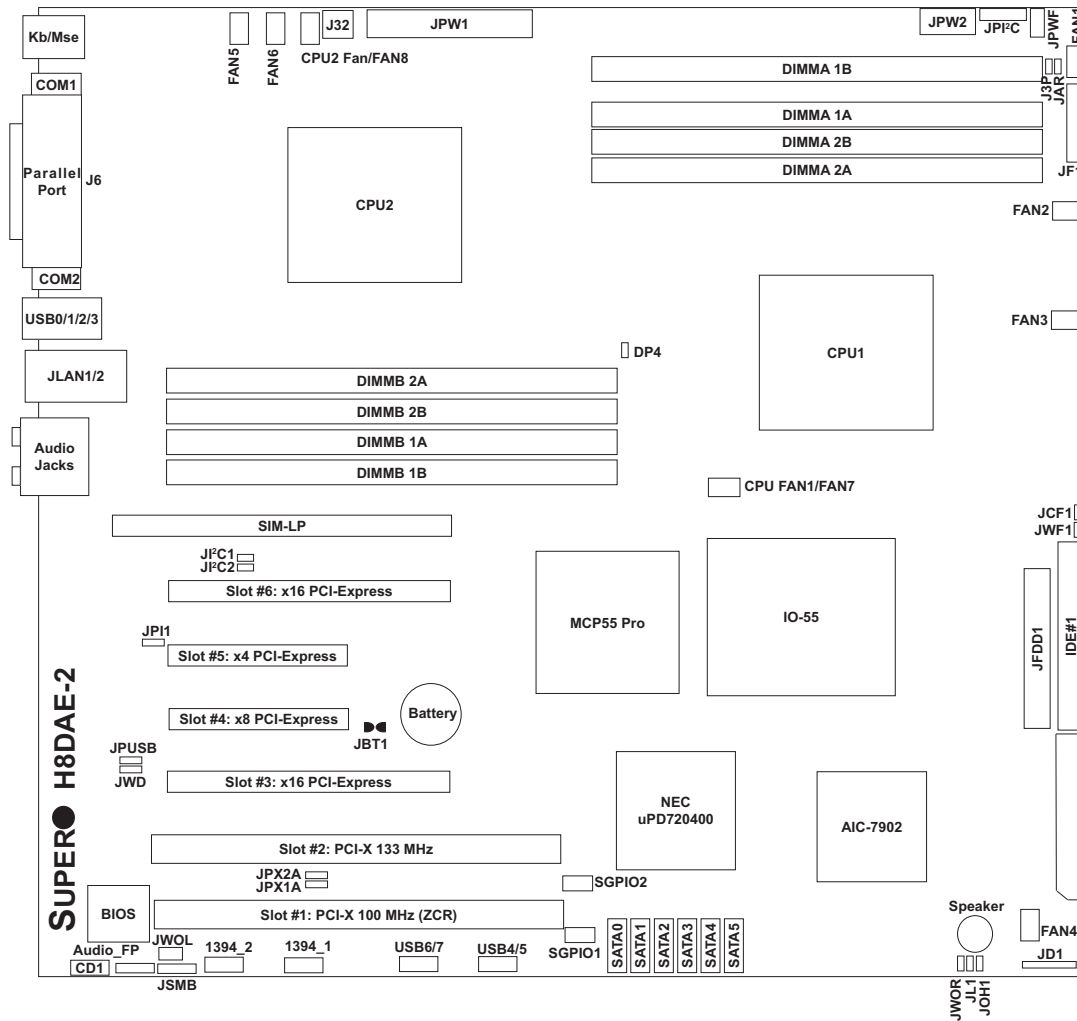 Kb/Mse
FAN5
FAN6
J32
CPU2 Fan/FAN8
JPW1
JPW2
JPI²C
JPWF
FAN1
COM1
DIMMA 1B
J3P
JAR
DIMMA 1A
DIMMA 2B
DIMMA 2A
JF1
Parallel
Port
J6
CPU2
FAN2
COM2
USB0/1/2/3
FAN3
JLAN1/2
DP4
CPU1
DIMMB 2A
DIMMB 2B
DIMMB 1A
DIMMB 1B
Audio
Jacks
CPU FAN1/FAN7
SIM-LP
JCF1
JWF1
JI²C1
JI²C2
Slot #6: x16 PCI-Express
MCP55 Pro
IO-55
JFDD1
IDE#1
JPI1
Slot #5: x4 PCI-Express
Slot #4: x8 PCI-Express
JBT1
Battery
JPUSB
JWD
Slot #3: x16 PCI-Express
SUPER H8DAE-2
NEC
uPD720400
AIC-7902
Slot #2: PCI-X 133 MHz
JPX2A
JPX1A
SGPIO2
BIOS
Slot #1: PCI-X 100 MHz (ZCR)
SGPIO1
Speaker
FAN4
Audio_FP
JWOL
1394_2
1394_1
USB6/7
USB4/5
SATA0
SATA1
SATA2
SATA3
SATA4
SATA5
CD1
JSMB
JWOR
JL1
JOH1
JD1